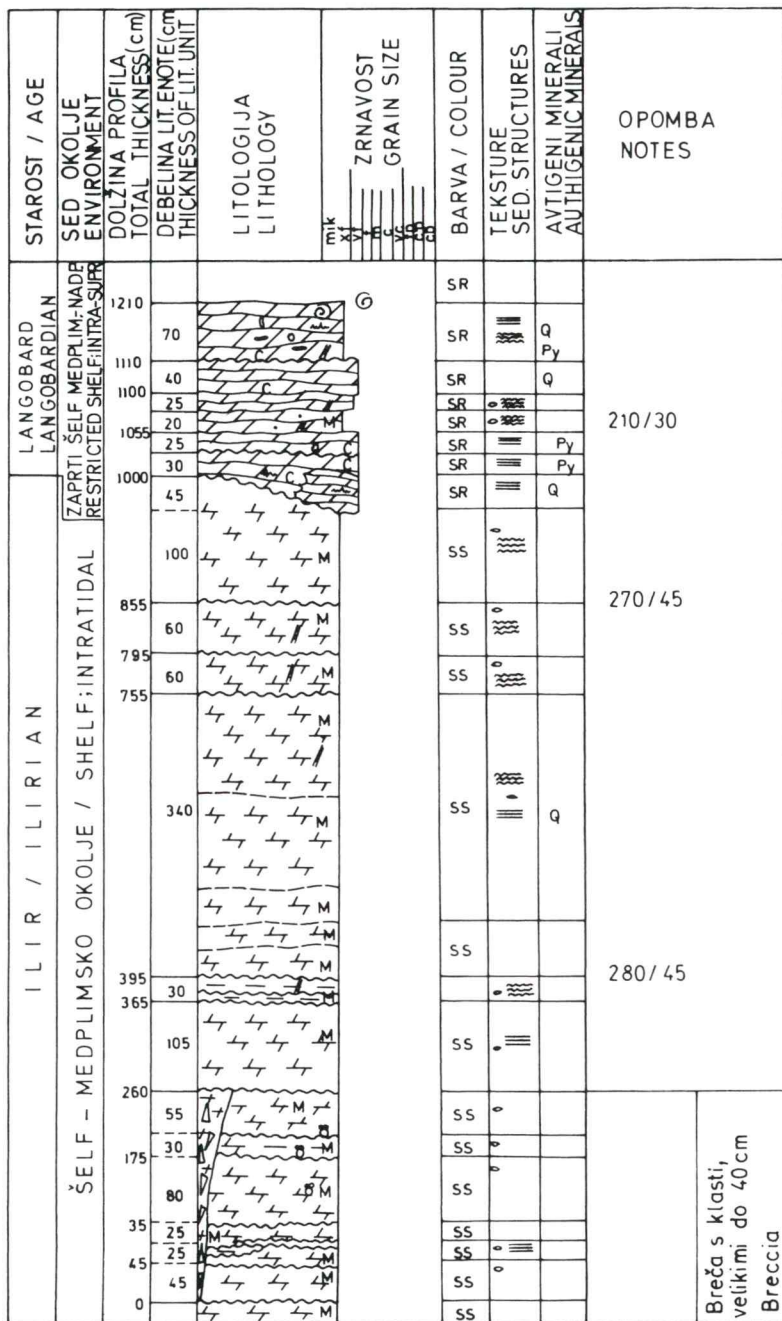 STAROST / AGE
SED OKOLJE
ENVIRONMENT
DOLŽINA PROFILA
TOTAL THICKNESS(cm)
DEBELINA LIT. ENOTE(cm)
THICKNESS OF LIT. UNIT
LITOLOGIJA
LITHOLOGY
ZRNAVOST
GRAIN SIZE
mik
xf
vf
f
m
c
vc
BARVA / COLOUR
TEKSTURE
SED. STRUCTURES
AVTIGENI MINERALI
AUTHIGENIC MINERALS
OPOMBA
NOTES
LANGOBARD
LANGOBARDIAN
ZAPRTI ŠELF MEDPLIM.-NADP
RESTRICTED SHELF:INTRA-SUPR
ILIR / ILIRIAN
ŠELF - MEDPLIMSKO OKOLJE / SHELF; INTRATIDAL
SR
1210
70
C
SR
Q
Py
1110
40
C
SR
Q
1100
25
SR
20
M
SR
210/30
1055
25
C
SR
Py
30
C
C
SR
Py
1000
45
SR
Q
100
M
SS
855
270/45
60
M
SS
795
60
M
SS
755
M
340
M
SS
Q
M
M
SS
M
395
280/45
30
M
SS
365
105
M
SS
260
55
M
SS
30
M
SS
175
80
M
SS
35
25
M
M
SS
25
M
SS
45
45
M
SS
0
M
SS
Breča s klasti,
velikimi do 40cm
Breccia